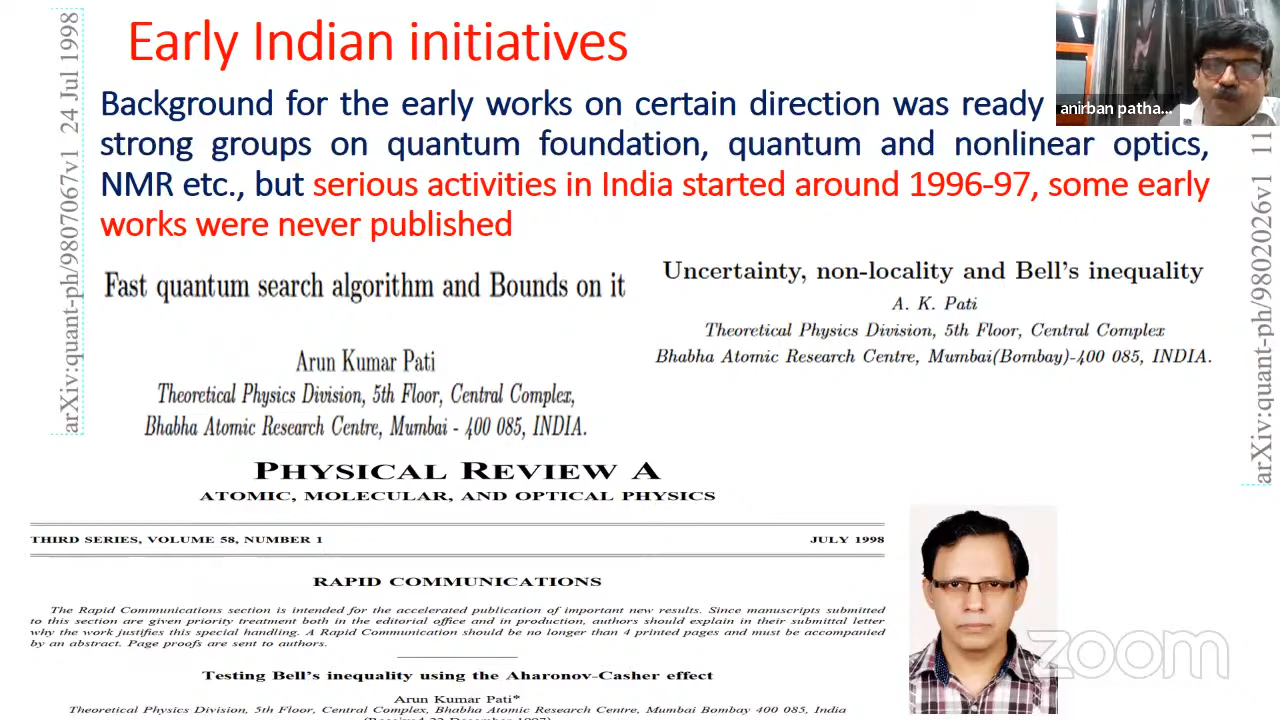 Early Indian initiatives
anirban patha...
Background for the early works on certain direction was ready
strong groups on quantum foundation, quantum and nonlinear optics,
NMR etc., but serious activities in India started around 1996-97, some early
works were never published
arXiv:quant-ph/9807067v1 24 Jul 1998
Fast quantum search algorithm and Bounds on it
Arun Kumar Pati
Theoretical Physics Division, 5th Floor, Central Complex,
Bhabha Atomic Research Centre, Mumbai - 400 085, INDIA.
Uncertainty, non-locality and Bell's inequality
A. K. Pati
Theoretical Physics Division, 5th Floor, Central Complex
Bhabha Atomic Research Centre, Mumbai(Bombay)-400 085, INDIA.
arXiv:quant-ph/9802026v1 11
PHYSICAL REVIEW A
ATOMIC, MOLECULAR, AND OPTICAL PHYSICS
THIRD SERIES, VOLUME 58, NUMBER 1 JULY 1998
RAPID COMMUNICATIONS
The Rapid Communications section is intended for the accelerated publication of important new results. Since manuscripts submitted
to this section are given priority treatment both in the editorial office and in production, authors should explain in their submittal letter
why the work justifies this special handling. A Rapid Communication should be no longer than 4 printed pages and must be accompanied
by an abstract. Page proofs are sent to authors.
Testing Bell's inequality using the Aharonov-Casher effect
Arun Kumar Pati*
Theoretical Physics Division, 5th Floor, Central Complex, Bhabha Atomic Research Centre, Mumbai Bombay 400 085, India
(Received 22 December 1997)
zoom